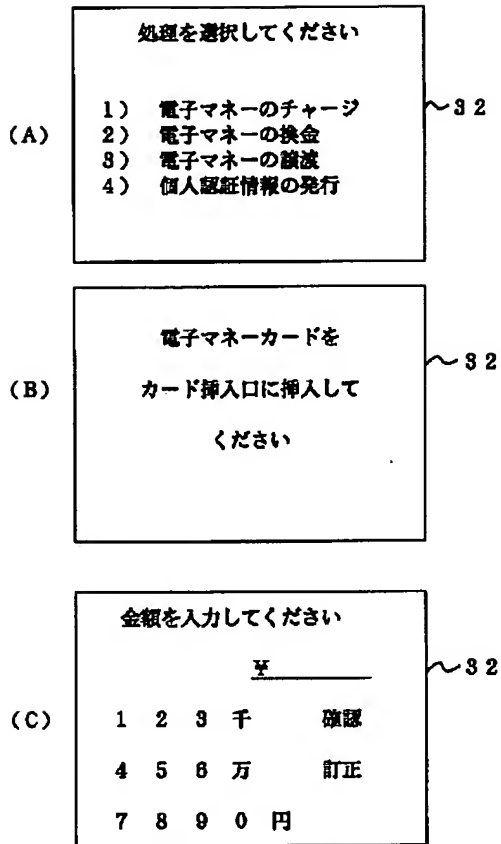 処理を選択してください
1) 電子マネーのチャージ
(A) 2) 電子マネーの換金
3) 電子マネーの譲渡
4) 個人認証情報の発行
32
電子マネーカードを
32
(B) カード挿入口に挿入して
ください
金額を入力してください
¥
32
(C) 1 2 3 千 確認
4 5 6 万 訂正
7 8 9 0 円